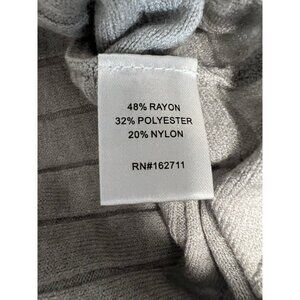 48% RAYON
32% POLYESTER
20% NYLON
RN#162711